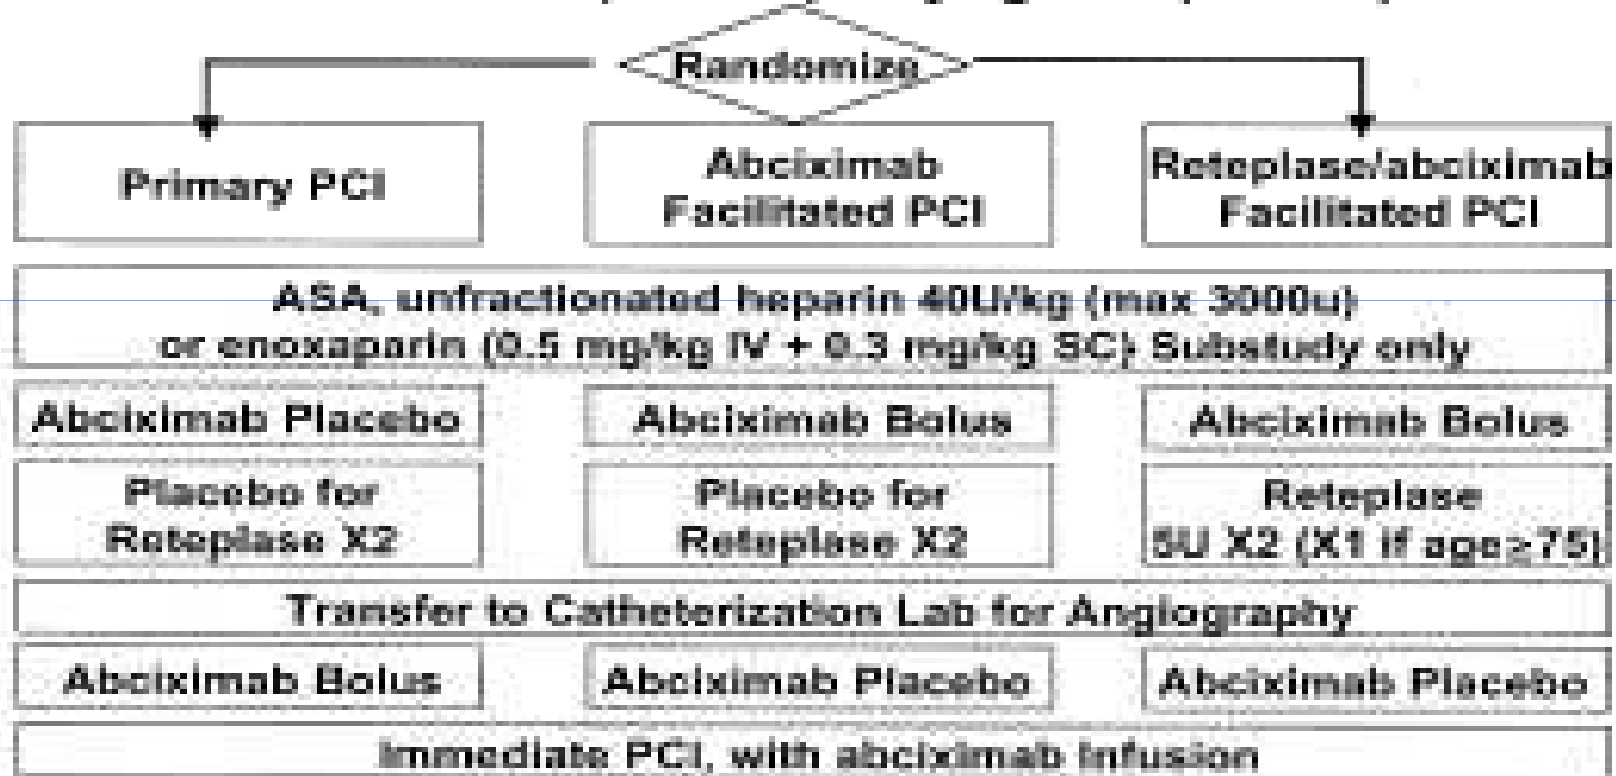 Randomize
Primary PCI
Abciximab
Facilitated PCI
Reteplase/abciximab
Facilitated PCI
ASA, unfractionated heparin 40U/kg (max 3000u)
or enoxaparin (0.5 mg/kg IV + 0.3 mg/kg SC) Substudy only
Abciximab Placebo
Abciximab Bolus
Abciximab Bolus
Placebo for
Reteplase X2
Placebo for
Reteplase X2
Reteplase
5U X2 (X1 if age≥75)
Transfer to Catheterization Lab for Angiography
Abciximab Bolus
Abciximab Placebo
Abciximab Placebo
Immediate PCI, with abciximab Infusion